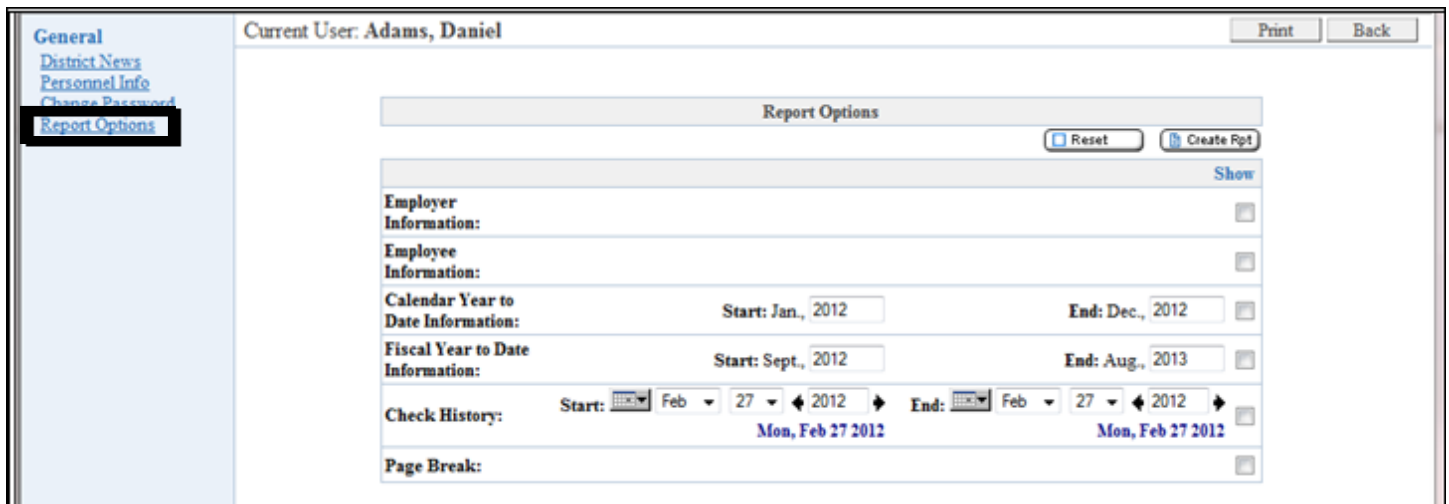 General
District News
Personnel Info
Change Password
Report Options
Current User: Adams, Daniel
Print
Back
Report Options
Reset
Create Rpt
Show
Employer
Information:
Employee
Information:
Calendar Year to
Date Information:
Start: Jan., 2012
End: Dec., 2012
Fiscal Year to Date
Information:
Start: Sept., 2012
End: Aug., 2013
Check History:
Start: Feb 27 2012
Mon, Feb 27 2012
End: Feb 27 2012
Mon, Feb 27 2012
Page Break: